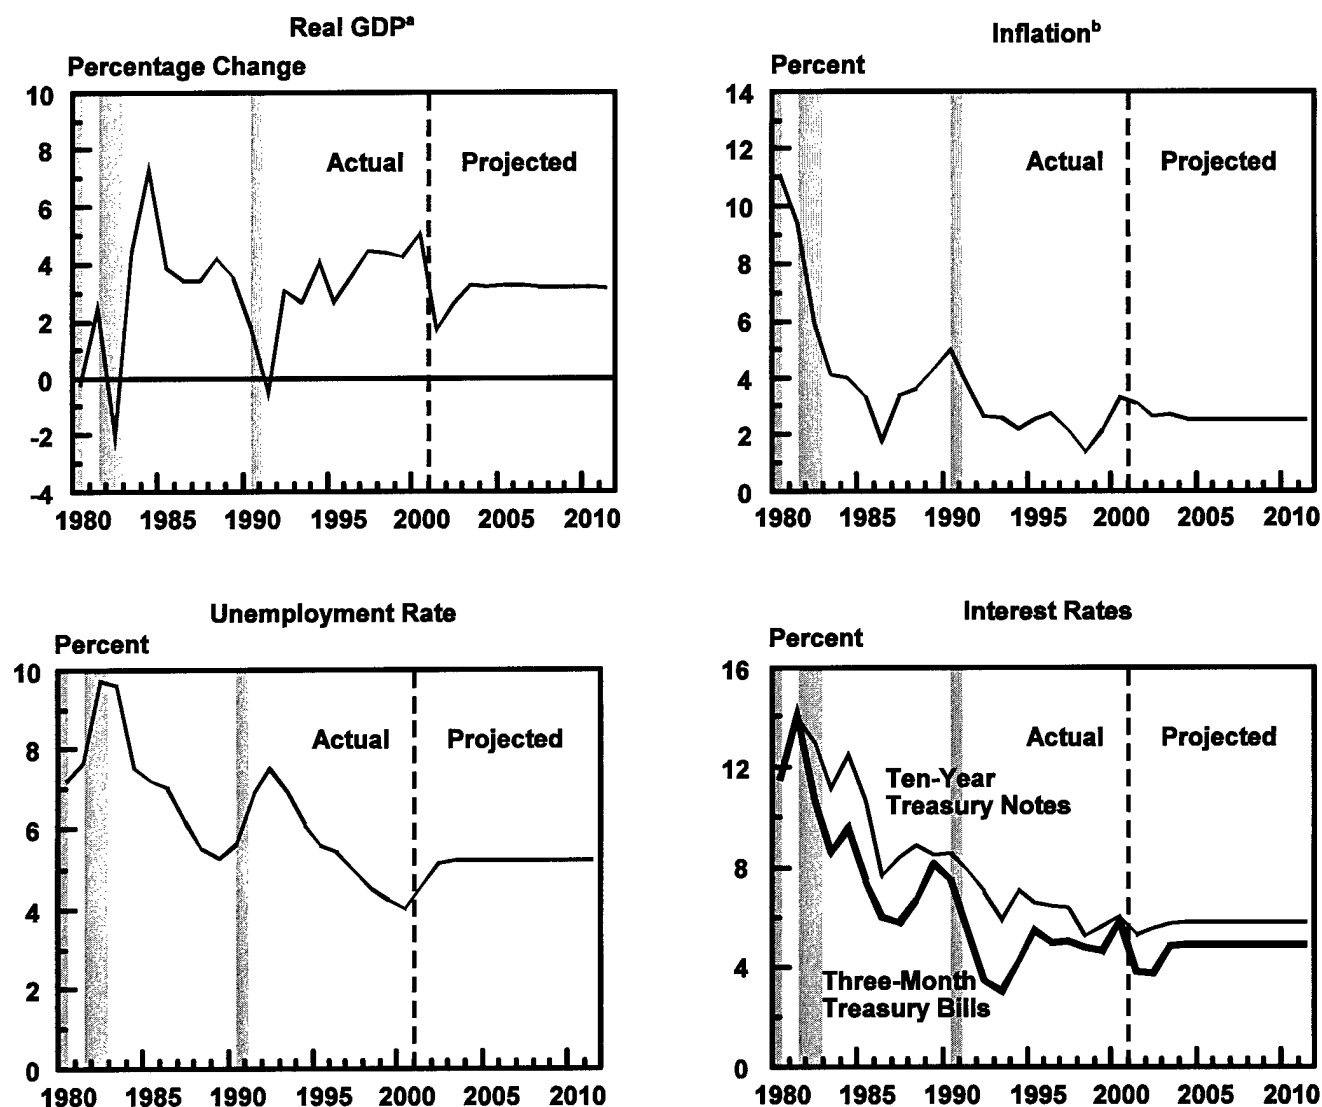 Real GDPᵃ
Percentage Change
10
8
6
4
2
0
-2
-4
Actual
Projected
1980 1985 1990 1995 2000 2005 2010
Inflationᵇ
Percent
14
12
10
8
6
4
2
0
Actual
Projected
1980 1985 1990 1995 2000 2005 2010
Unemployment Rate
Percent
10
8
6
4
2
0
Actual
Projected
1980 1985 1990 1995 2000 2005 2010
Interest Rates
Percent
16
12
8
4
0
Actual
Projected
Ten-Year
Treasury Notes
Three-Month
Treasury Bills
1980 1985 1990 1995 2000 2005 2010